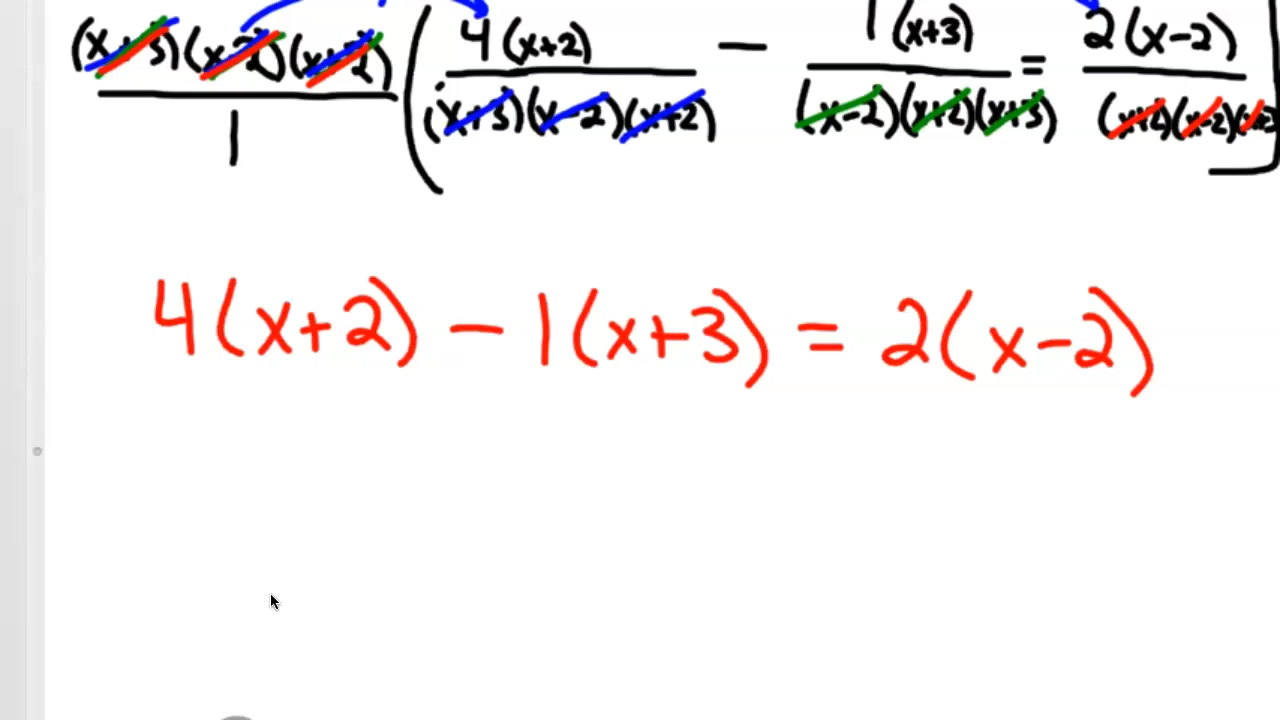 (x+3)(x-2)(x+2) ( 4(x+2) − 1(x+3) = 2(x-2) ]
1 (x+3)(x-2)(x+2) (x-2)(x+2)(x+3) (x+2)(x-2)(x+3
4(x+2) − 1(x+3) = 2(x-2)